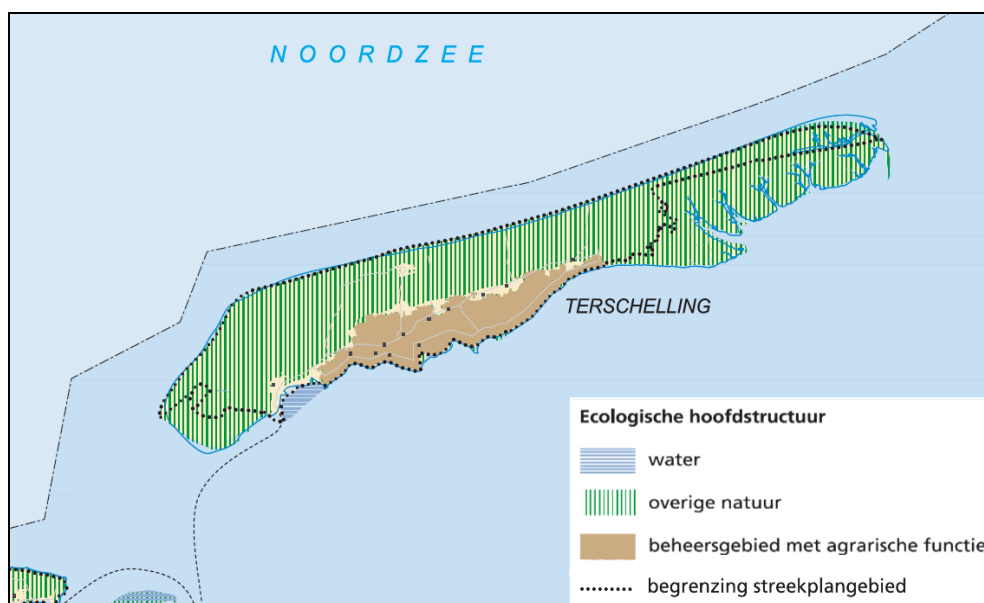 NOORDZEE
TERSCHELLING
Ecologische hoofdstructuur
water
overige natuur
beheersgebied met agrarische functie
begrenzing streekplangebied